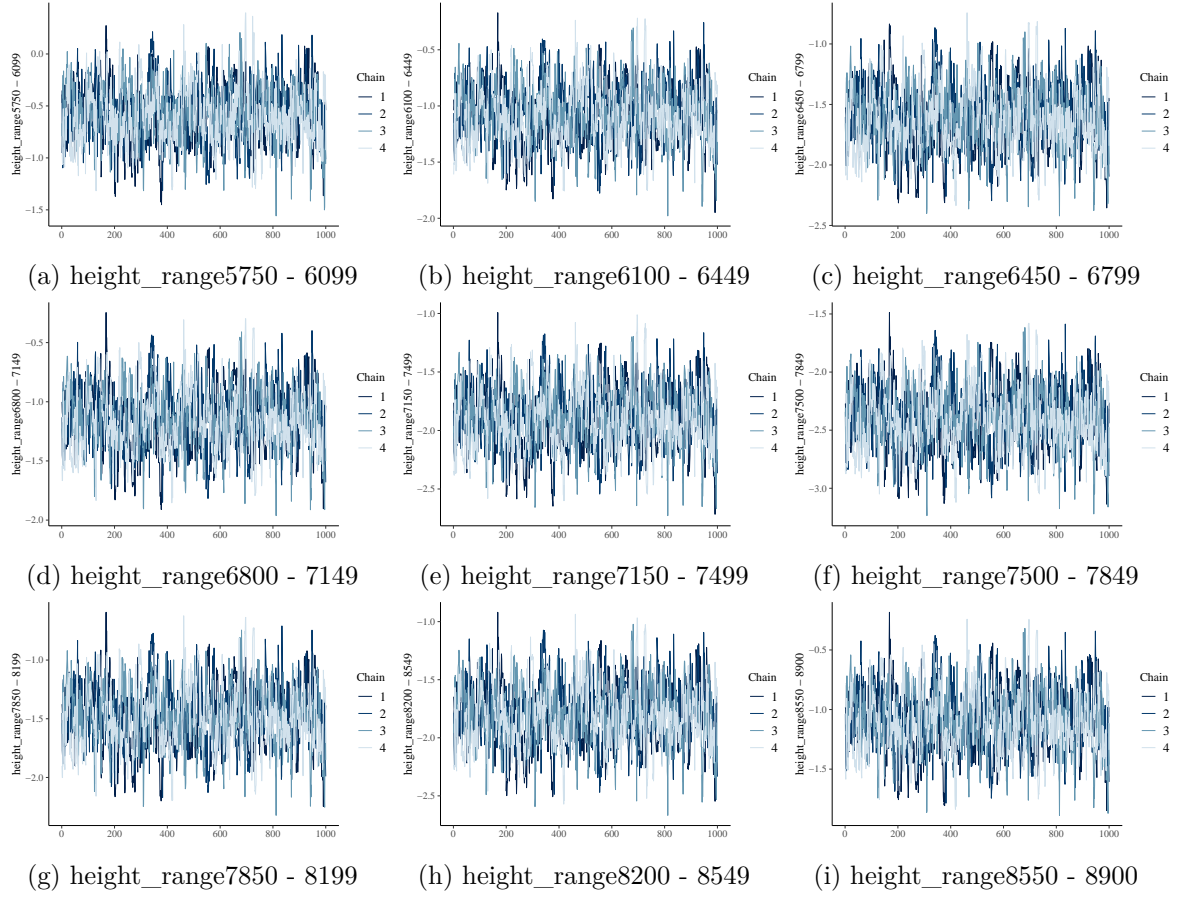 height_range5750 − 6099
0.0
−0.5
−1.0
−1.5
0 200 400 600 800 1000
Chain
1
2
3
4
(a) height_range5750 - 6099
height_range6100 − 6449
−0.5
−1.0
−1.5
−2.0
0 200 400 600 800 1000
Chain
1
2
3
4
(b) height_range6100 - 6449
height_range6450 − 6799
−1.0
−1.5
−2.0
−2.5
0 200 400 600 800 1000
Chain
1
2
3
4
(c) height_range6450 - 6799
height_range6800 − 7149
−0.5
−1.0
−1.5
−2.0
0 200 400 600 800 1000
Chain
1
2
3
4
(d) height_range6800 - 7149
height_range7150 − 7499
−1.0
−1.5
−2.0
−2.5
0 200 400 600 800 1000
Chain
1
2
3
4
(e) height_range7150 - 7499
height_range7500 − 7849
−1.5
−2.0
−2.5
−3.0
0 200 400 600 800 1000
Chain
1
2
3
4
(f) height_range7500 - 7849
height_range7850 − 8199
−1.0
−1.5
−2.0
0 200 400 600 800 1000
Chain
1
2
3
4
(g) height_range7850 - 8199
height_range8200 − 8549
−1.0
−1.5
−2.0
−2.5
0 200 400 600 800 1000
Chain
1
2
3
4
(h) height_range8200 - 8549
height_range8550 − 8900
−0.5
−1.0
−1.5
0 200 400 600 800 1000
Chain
1
2
3
4
(i) height_range8550 - 8900